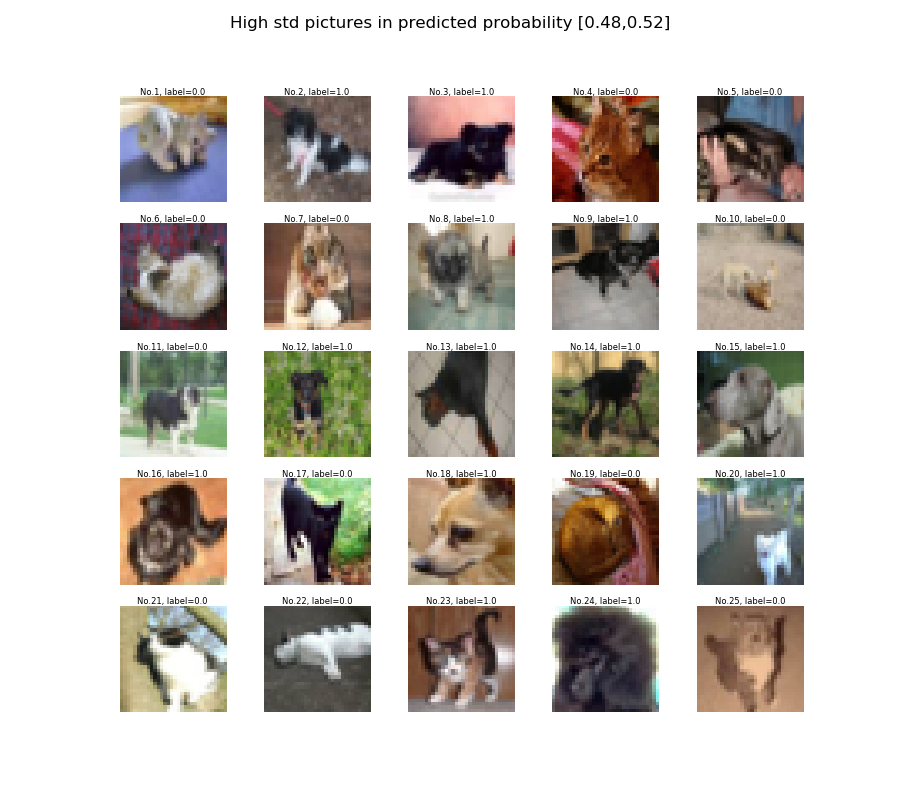 High std pictures in predicted probability [0.48,0.52]
No.1, label=0.0
No.2, label=1.0
No.3, label=1.0
No.4, label=0.0
No.5, label=0.0
No.6, label=0.0
No.7, label=0.0
No.8, label=1.0
No.9, label=1.0
No.10, label=0.0
No.11, label=0.0
No.12, label=1.0
No.13, label=1.0
No.14, label=1.0
No.15, label=1.0
No.16, label=1.0
No.17, label=0.0
No.18, label=1.0
No.19, label=0.0
No.20, label=1.0
No.21, label=0.0
No.22, label=0.0
No.23, label=1.0
No.24, label=1.0
No.25, label=0.0